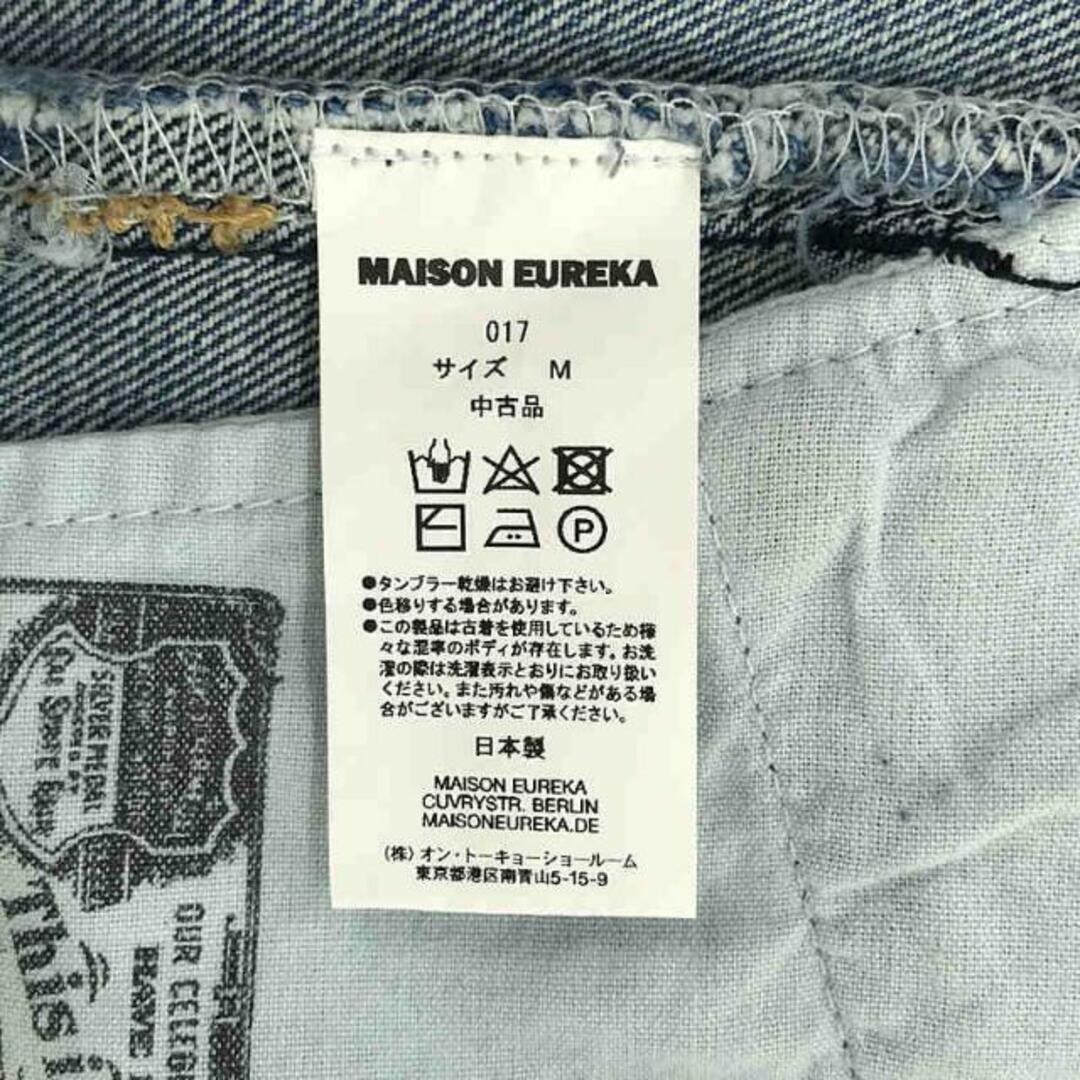 MAISON EUREKA
017
サイズ M
中古品
P
●タンブラー乾燥はお避け下さい。
●色移りする場合があります。
●この製品は古着を使用しているため様
々な混率のボディが存在します。お洗
濯の際は洗濯表示とおりにお取り扱い
ください。また汚れや傷などがある場
合がございますがご了承ください。
日本製
MAISON EUREKA
CUVRYSTR. BERLIN
MAISONEUREKA.DE
(株) オン・トーキョーショールーム
東京都港区南青山5-15-9
SILVER MEDAL
OUR CELEBR
HAVE
This